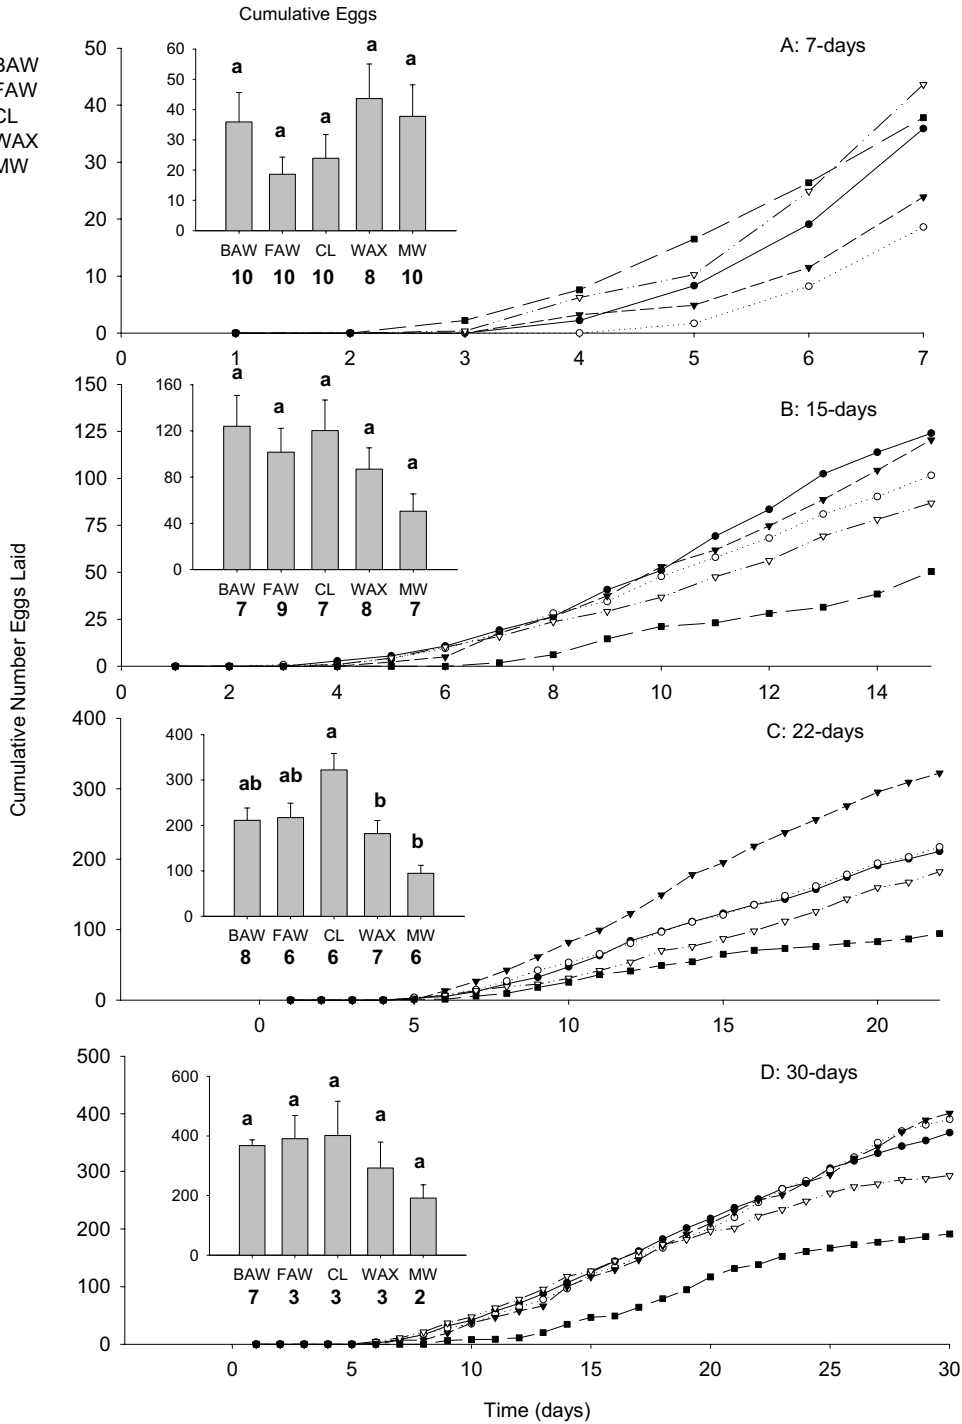 Cumulative Eggs
BAW
FAW
CL
WAX
MW
A: 7-days
50
40
30
20
10
0
0 1 2 3 4 5 6 7
60
50
40
30
20
10
0
a a a a a
BAW FAW CL WAX MW
10 10 10 8 10
B: 15-days
150
125
100
75
50
25
0
0 2 4 6 8 10 12 14
160
120
80
40
0
a a a a a
BAW FAW CL WAX MW
7 9 7 8 7
Cumulative Number Eggs Laid
C: 22-days
400
300
200
100
0
0 5 10 15 20
400
300
200
100
0
ab ab a b b
BAW FAW CL WAX MW
8 6 6 7 6
D: 30-days
500
400
300
200
100
0
0 5 10 15 20 25 30
600
400
200
0
a a a a a
BAW FAW CL WAX MW
7 3 3 3 2
Time (days)